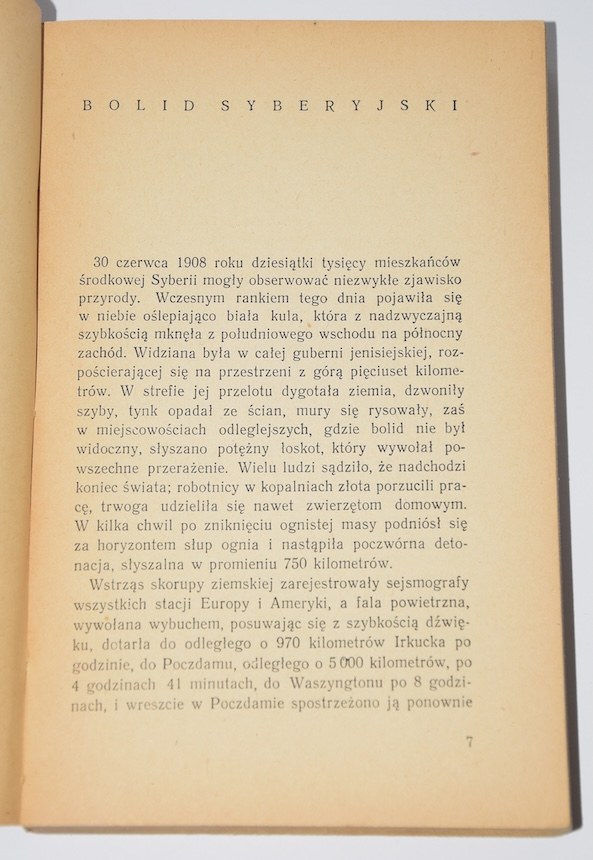 BOLID SYBERYJSKI
30 czerwca 1908 roku dziesiątki tysięcy mieszkańców
środkowej Syberii mogły obserwować niezwykłe zjawisko
przyrody. Wczesnym rankiem tego dnia pojawiła się
w niebie oślepiająco biała kula, która z nadzwyczajną
szybkością mknęła z południowego wschodu na północny
zachód. Widziana była w całej guberni jenisiejskiej, roz-
pościerającej się na przestrzeni z górą pięciuset kilome-
trów. W strefie jej przelotu dygotała ziemia, dzwoniły
szyby, tynk opadał ze ścian, mury się rysowały, zaś
w miejscowościach odleglejszych, gdzie bolid nie był
widoczny, słyszano potężny łoskot, który wywołał po-
wszechne przerażenie. Wielu ludzi sądziło, że nadchodzi
koniec świata; robotnicy w kopalniach złota porzucili pra-
cę, trwoga udzieliła się nawet zwierzętom domowym.
W kilka chwil po zniknięciu ognistej masy podniósł się
za horyzontem słup ognia i nastąpiła poczwórna deto-
nacja, słyszalna w promieniu 750 kilometrów.
Wstrząs skorupy ziemskiej zarejestrowały sejsmografy
wszystkich stacji Europy i Ameryki, a fala powietrzna,
wywołana wybuchem, posuwając się z szybkością dźwię-
ku, dotarła do odległego o 970 kilometrów Irkucka po
godzinie, do Poczdamu, odległego o 5000 kilometrów, po
4 godzinach 41 minutach, do Waszyngtonu po 8 godzi-
nach, i wreszcie w Poczdamie spostrzeżono ją ponownie
7